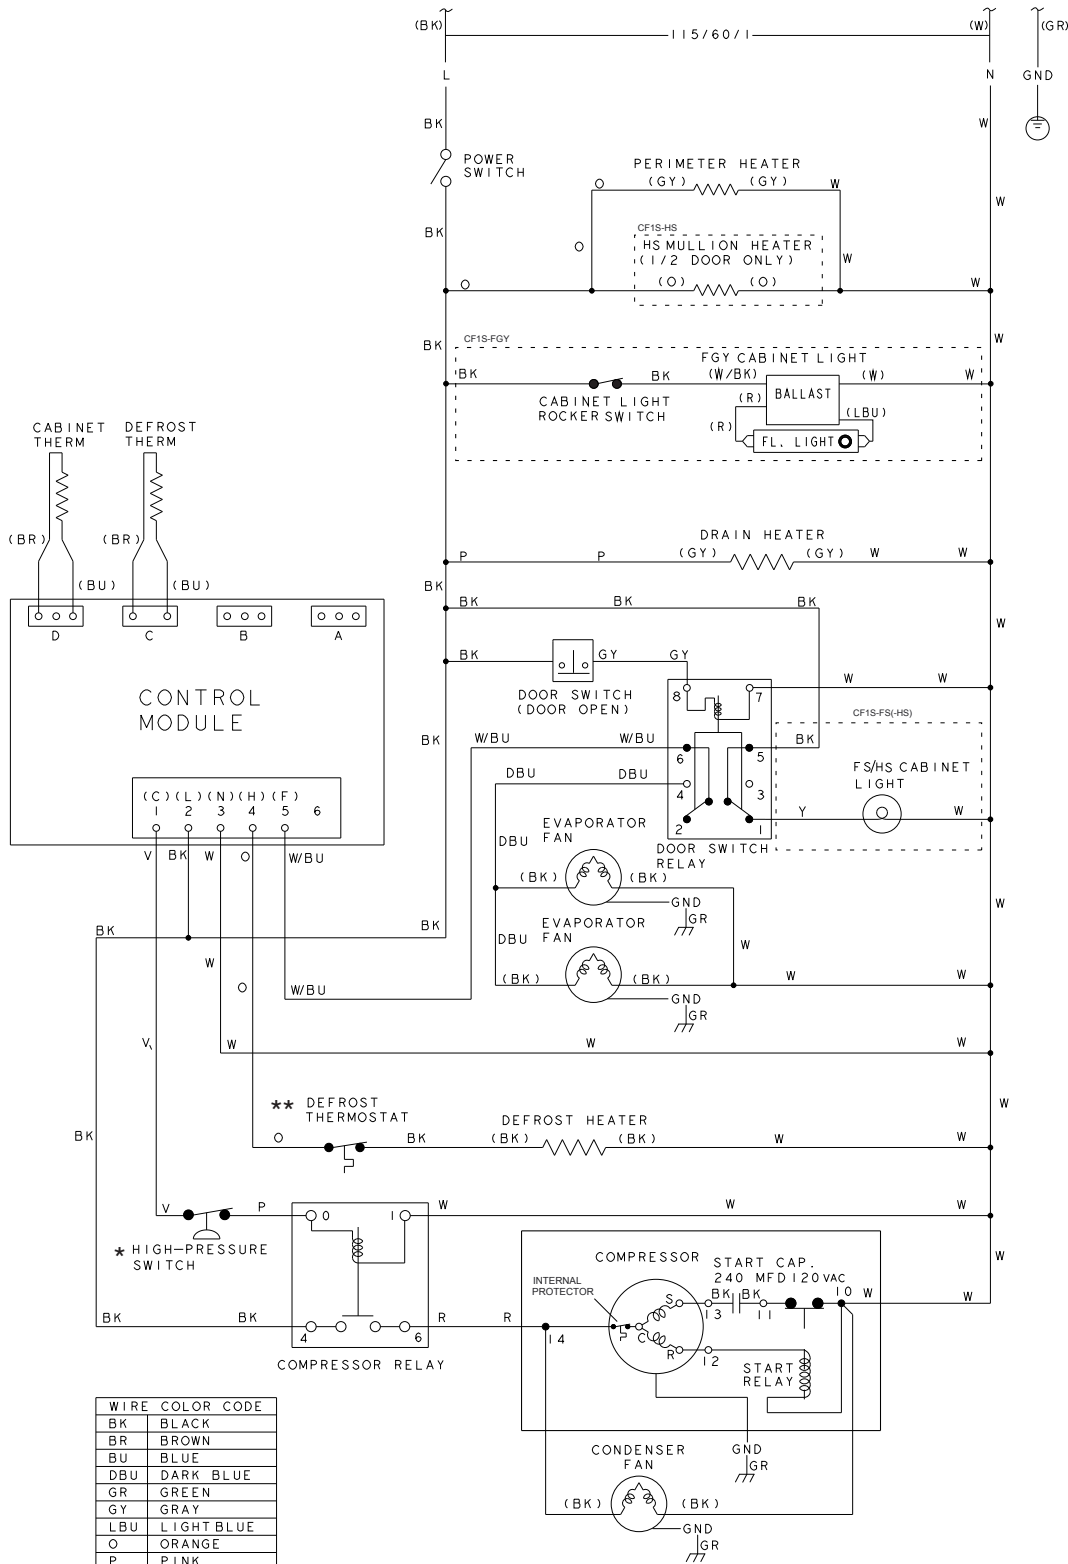 (BK)
115/60/1
(W)
(GR)
L
N
GND
BK
W
POWER
SWITCH
PERIMETER HEATER
O
(GY)
(GY)
W
W
BK
CF1S-HS
O
HS MULLION HEATER
(1/2 DOOR ONLY)
W
O
(O)
(O)
W
BK
CF1S-FGY
W
FGY CABINET LIGHT
BK
BK
(W/BK)
BALLAST
(W)
W
CABINET LIGHT
ROCKER SWITCH
(R)
(LBU)
(R)
FL. LIGHT
CABINET
THERM
DEFROST
THERM
(BR)
(BR)
(BU)
(BU)
DRAIN HEATER
P
P
(GY)
(GY)
W
W
BK
BK
BK
BK
D
C
B
A
W
BK
GY
GY
DOOR SWITCH
(DOOR OPEN)
8
7
W
W
CONTROL
MODULE
CF1S-FS(-HS)
BK
W/BU
W/BU
6
5
BK
DBU
DBU
4
3
FS/HS CABINET
LIGHT
(C)
(L)
(N)
(H)
(F)
1
2
3
4
5
6
2
1
Y
W
EVAPORATOR
FAN
DOOR SWITCH
RELAY
V
BK
W
O
W/BU
DBU
(BK)
(BK)
GND
GR
W
EVAPORATOR
FAN
BK
BK
DBU
W
W
O
W/BU
(BK)
(BK)
W
W
GND
GR
V
W
W
W
** DEFROST
THERMOSTAT
DEFROST HEATER
W
BK
O
BK
(BK)
(BK)
W
W
V
P
0
1
W
W
W
* HIGH-PRESSURE
SWITCH
W
COMPRESSOR
START CAP.
240 MFD 120 VAC
INTERNAL
PROTECTOR
S
BK
BK
10
W
W
13
11
BK
BK
4
6
R
R
14
C
R
12
COMPRESSOR RELAY
START
RELAY
WIRE COLOR CODE
BK BLACK
BR BROWN
BU BLUE
DBU DARK BLUE
GR GREEN
GY GRAY
LBU LIGHT BLUE
O ORANGE
P PINK
GND
GR
CONDENSER
FAN
(BK)
(BK)
GND
GR